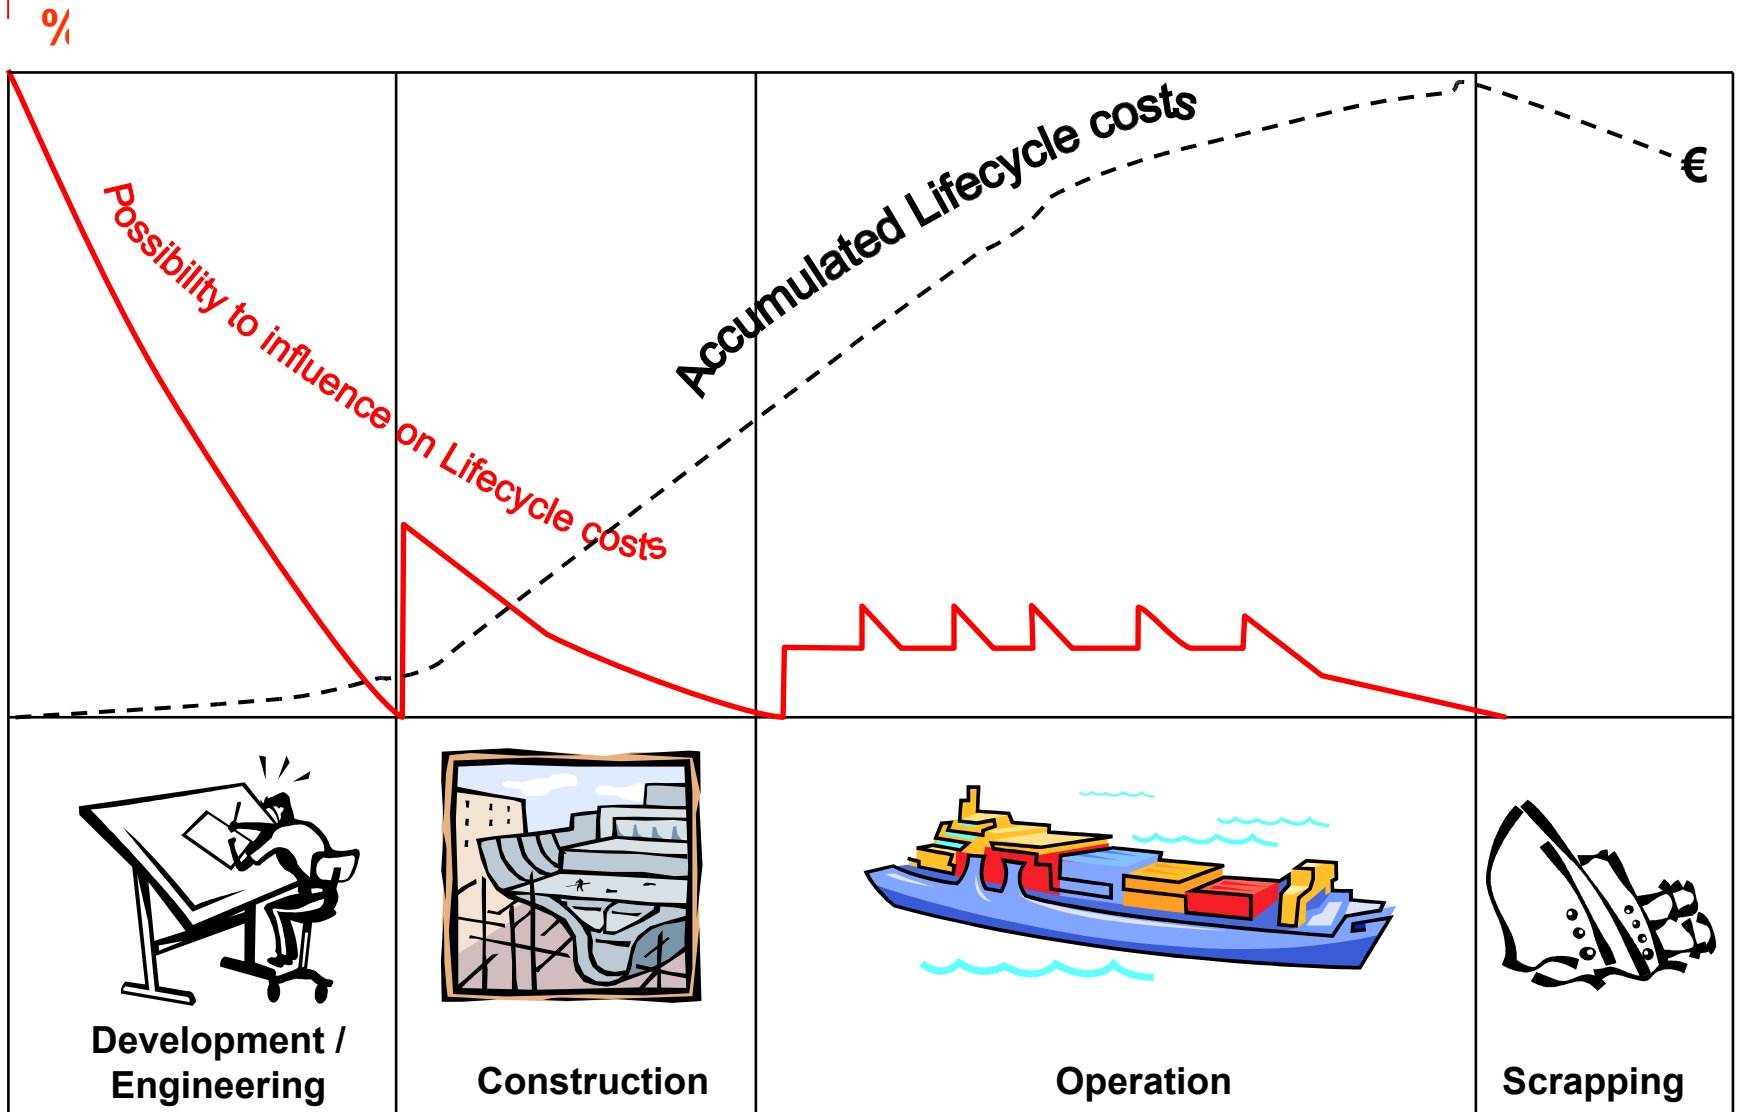 %
Possibility to influence on Lifecycle costs
Accumulated Lifecycle costs
€
Development /
Engineering
Construction
Operation
Scrapping